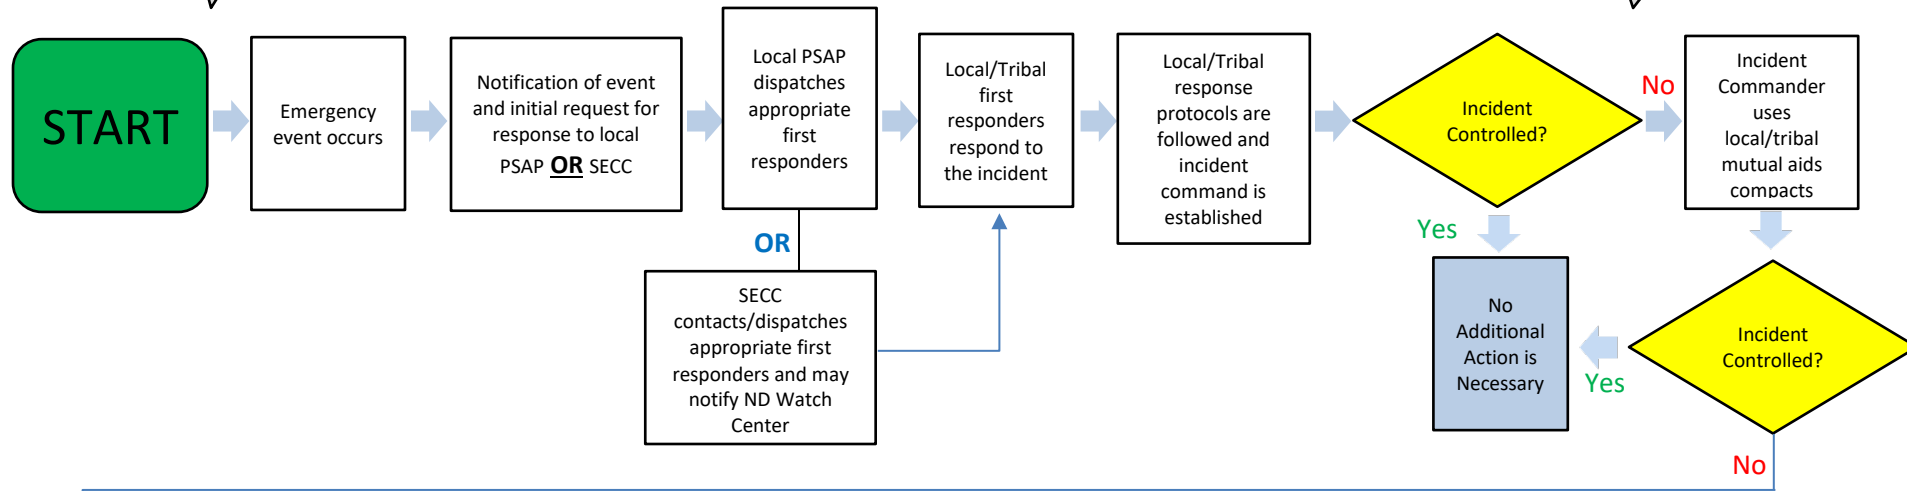 START
Emergency
event occurs
Notification of event
and initial request for
response to local
PSAP OR SECC
Local PSAP
dispatches
appropriate
first
responders
OR
SECC
contacts/dispatches
appropriate first
responders and may
notify ND Watch
Center
Local/Tribal
first
responders
respond to
the incident
Local/Tribal
response
protocols are
followed and
incident
command is
established
Incident
Controlled?
Yes
No
Additional
Action is
Necessary
No
Incident
Commander
uses
local/tribal
mutual aids
compacts
Incident
Controlled?
Yes
No